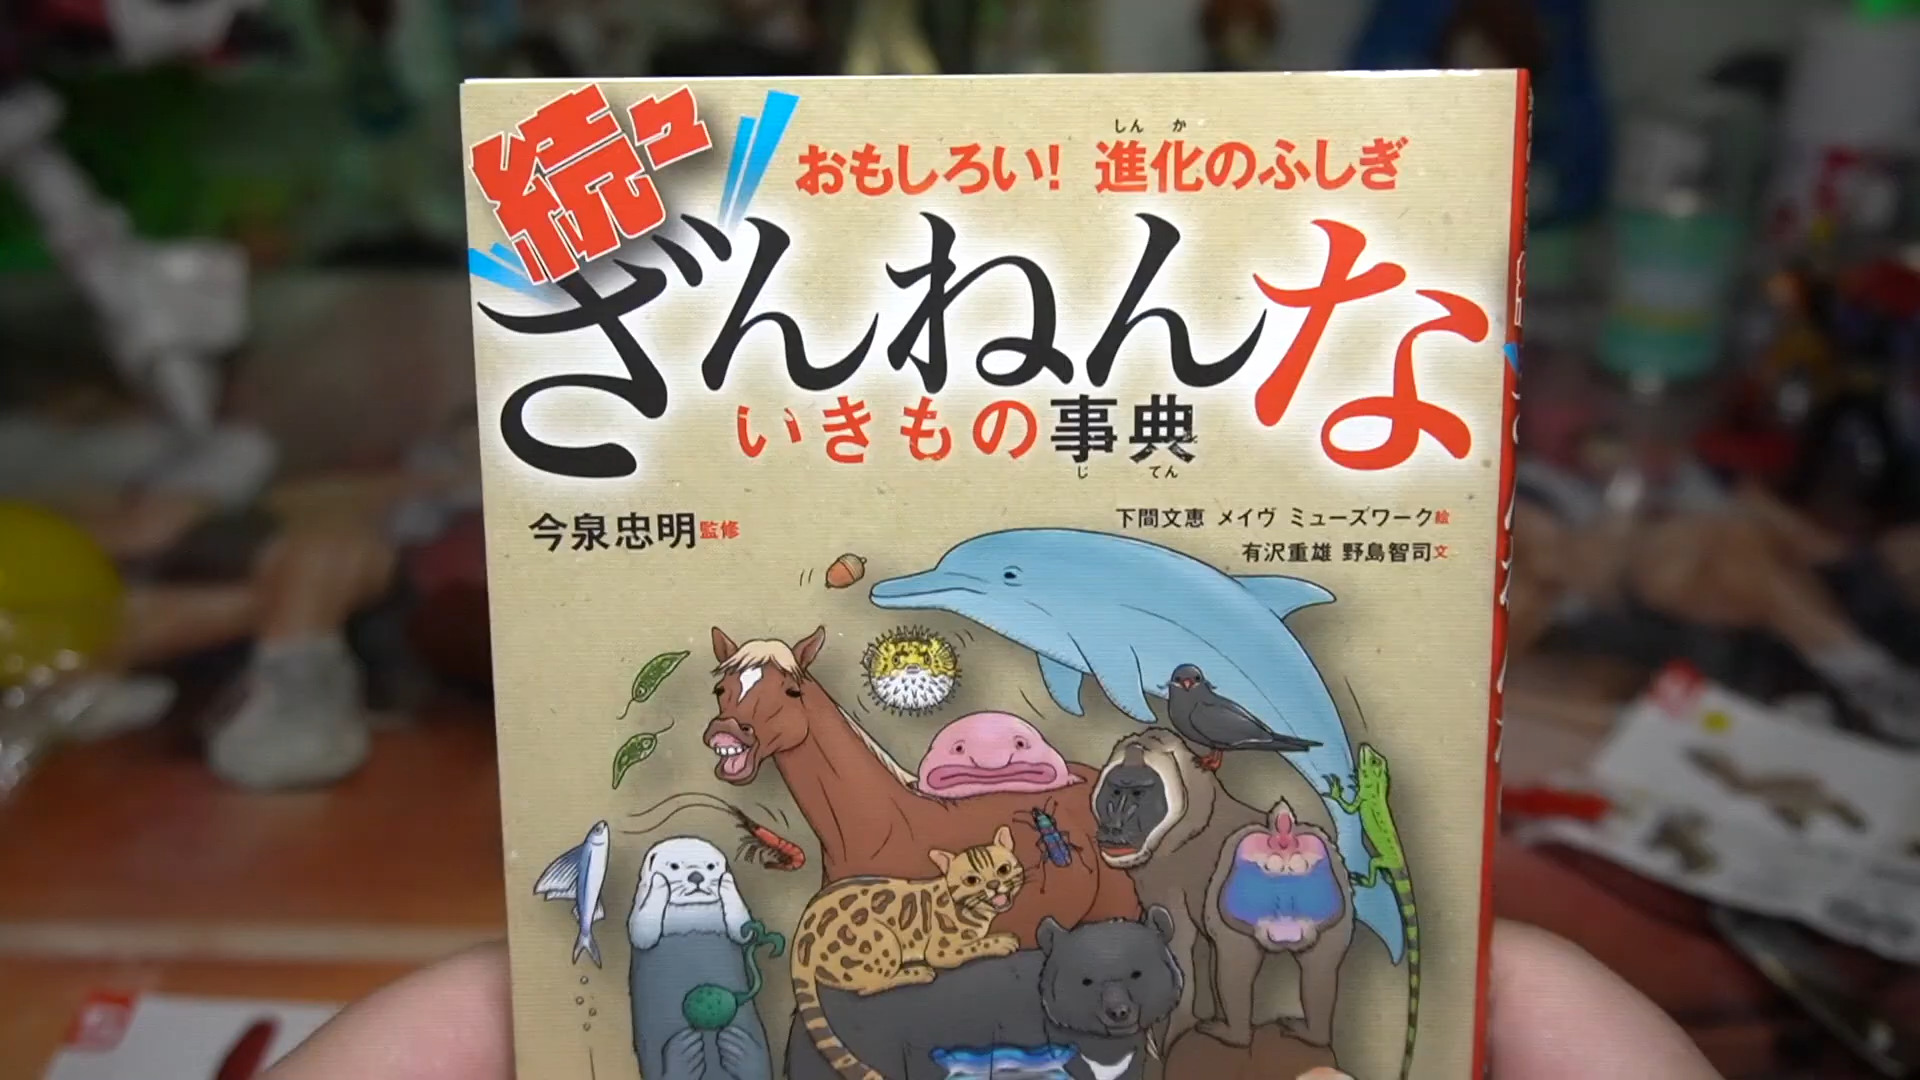 続々
しんか
おもしろい! 進化のふしぎ
ざんねんな
いきもの事典
じてん
今泉忠明監修
下間文恵 メイヴ ミューズワーク絵
有沢重雄 野島智司文